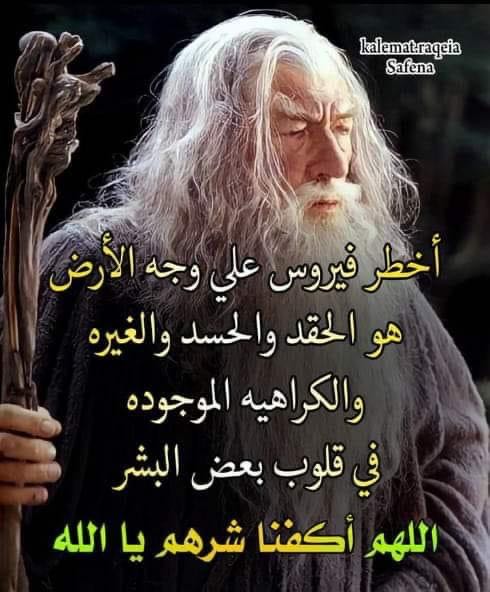 kalemat.raqeia
Safena
أخطر فيروس علي وجه الأرض
هو الحقد والحسد والغيره
والكراهيه الموجوده
في قلوب بعض البشر
اللهم أكفنا شرهم يا الله